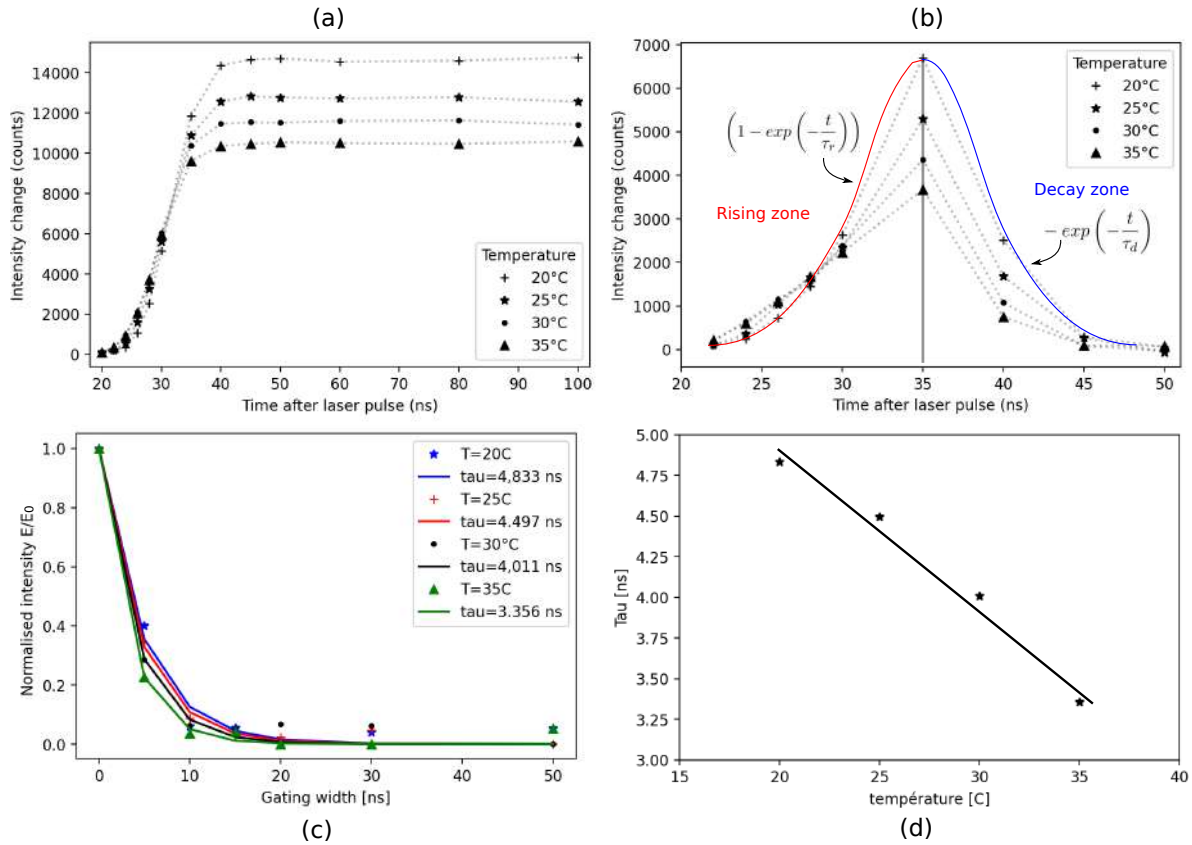 (a)
14000
12000
10000
8000
6000
4000
2000
0
Intensity change (counts)
Temperature
20°C
25°C
30°C
35°C
20 30 40 50 60 70 80 90 100
Time after laser pulse (ns)
(b)
7000
6000
5000
4000
3000
2000
1000
0
Intensity change (counts)
Temperature
20°C
25°C
30°C
35°C
(1 − exp(−t/τr))
Rising zone
Decay zone
− exp(−t/τd)
20 25 30 35 40 45 50
Time after laser pulse (ns)
1.0
0.8
0.6
0.4
0.2
0.0
Normalised intensity E/E0
T=20C
tau=4,833 ns
T=25C
tau=4.497 ns
T=30°C
tau=4,011 ns
T=35C
tau=3.356 ns
0 10 20 30 40 50
Gating width [ns]
(c)
5.00
4.75
4.50
4.25
4.00
3.75
3.50
3.25
3.00
Tau [ns]
15 20 25 30 35 40
température [C]
(d)